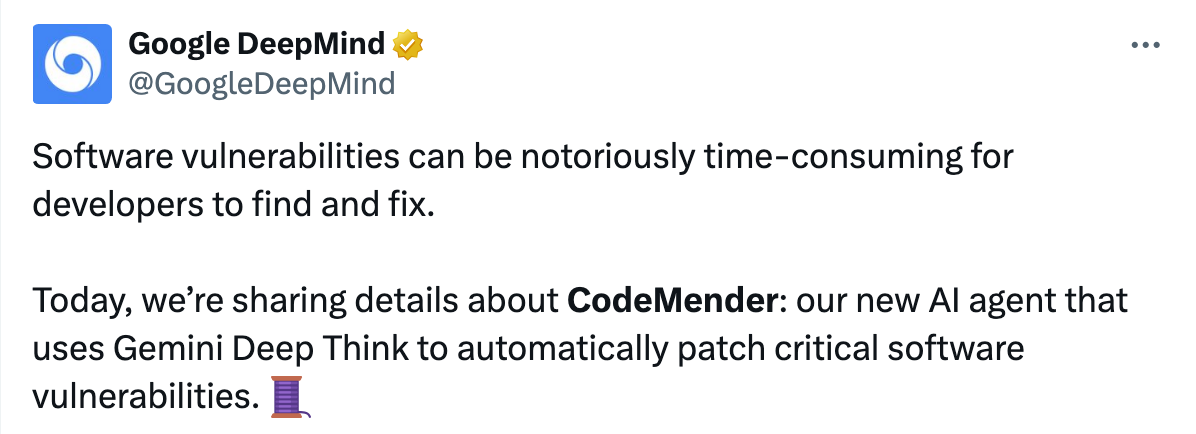 Google DeepMind
@GoogleDeepMind
Software vulnerabilities can be notoriously time-consuming for
developers to find and fix.
Today, we’re sharing details about CodeMender: our new AI agent that
uses Gemini Deep Think to automatically patch critical software
vulnerabilities. 🧵